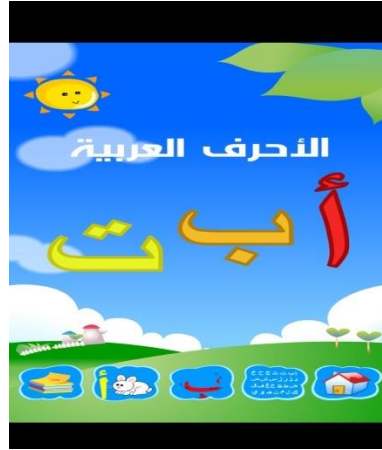 الأحرف العربية
أ ب ت
أ
ب